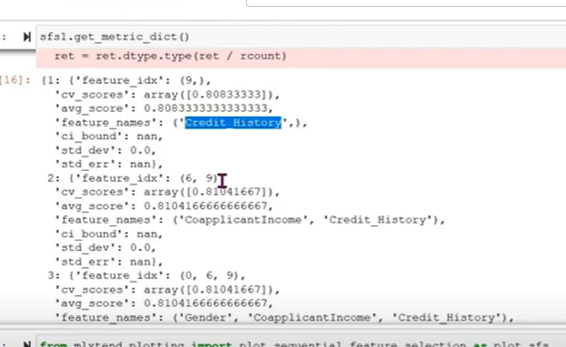 : sfs1.get_metric_dict()
ret = ret.dtype.type(ret / rcount)
[16]: {1: {'feature_idx': (9,),
'cv_scores': array([0.80833333]),
'avg_score': 0.8083333333333333,
'feature_names': ('Credit_History',),
'ci_bound': nan,
'std_dev': 0.0,
'std_err': nan},
2: {'feature_idx': (6, 9),
'cv_scores': array([0.81041667]),
'avg_score': 0.8104166666666667,
'feature_names': ('CoapplicantIncome', 'Credit_History'),
'ci_bound': nan,
'std_dev': 0.0,
'std_err': nan},
3: {'feature_idx': (0, 6, 9),
'cv_scores': array([0.81041667]),
'avg_score': 0.8104166666666667,
'feature_names': ('Gender', 'CoapplicantIncome', 'Credit_History'),
from mlxtend.plotting import plot_sequential_feature_selection as plot_sfs